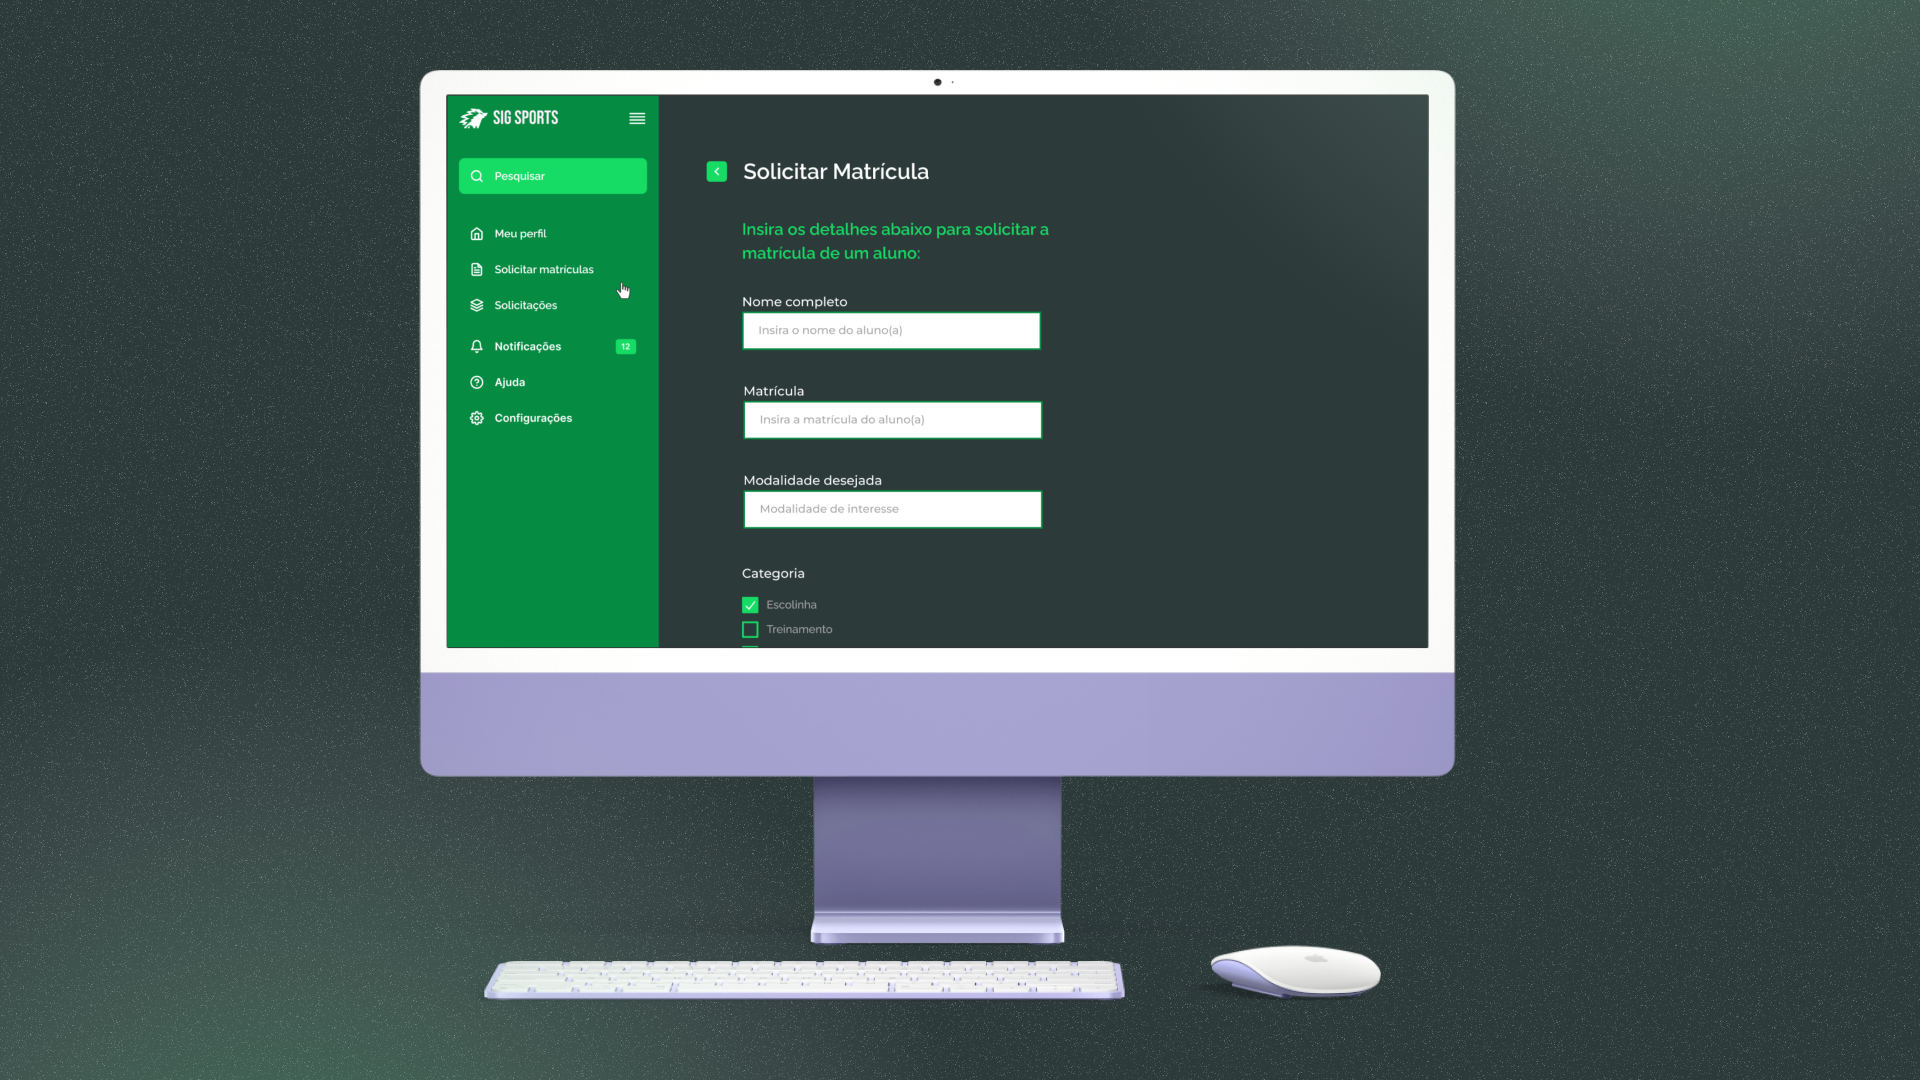 SIG SPORTS
Pesquisar
Meu perfil
Solicitar matrículas
Solicitações
Notificações 12
Ajuda
Configurações
Solicitar Matrícula
Insira os detalhes abaixo para solicitar a
matrícula de um aluno:
Nome completo
Insira o nome do aluno(a)
Matrícula
Insira a matrícula do aluno(a)
Modalidade desejada
Modalidade de interesse
Categoria
Escolinha
Treinamento